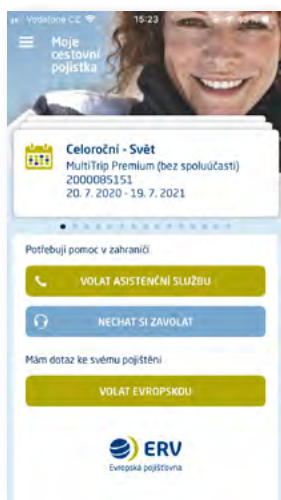 Vodafone CZ
15:23
43 %
Moje
cestovní
pojistka
Celoroční - Svět
MultiTrip Premium (bez spoluúčasti)
2000085151
20. 7. 2020 - 19. 7. 2021
Potřebuji pomoc v zahraničí
VOLAT ASISTENČNÍ SLUŽBU
NECHAT SI ZAVOLAT
Mám dotaz ke svému pojištění
VOLAT EVROPSKOU
ERV
Evropská pojišťovna